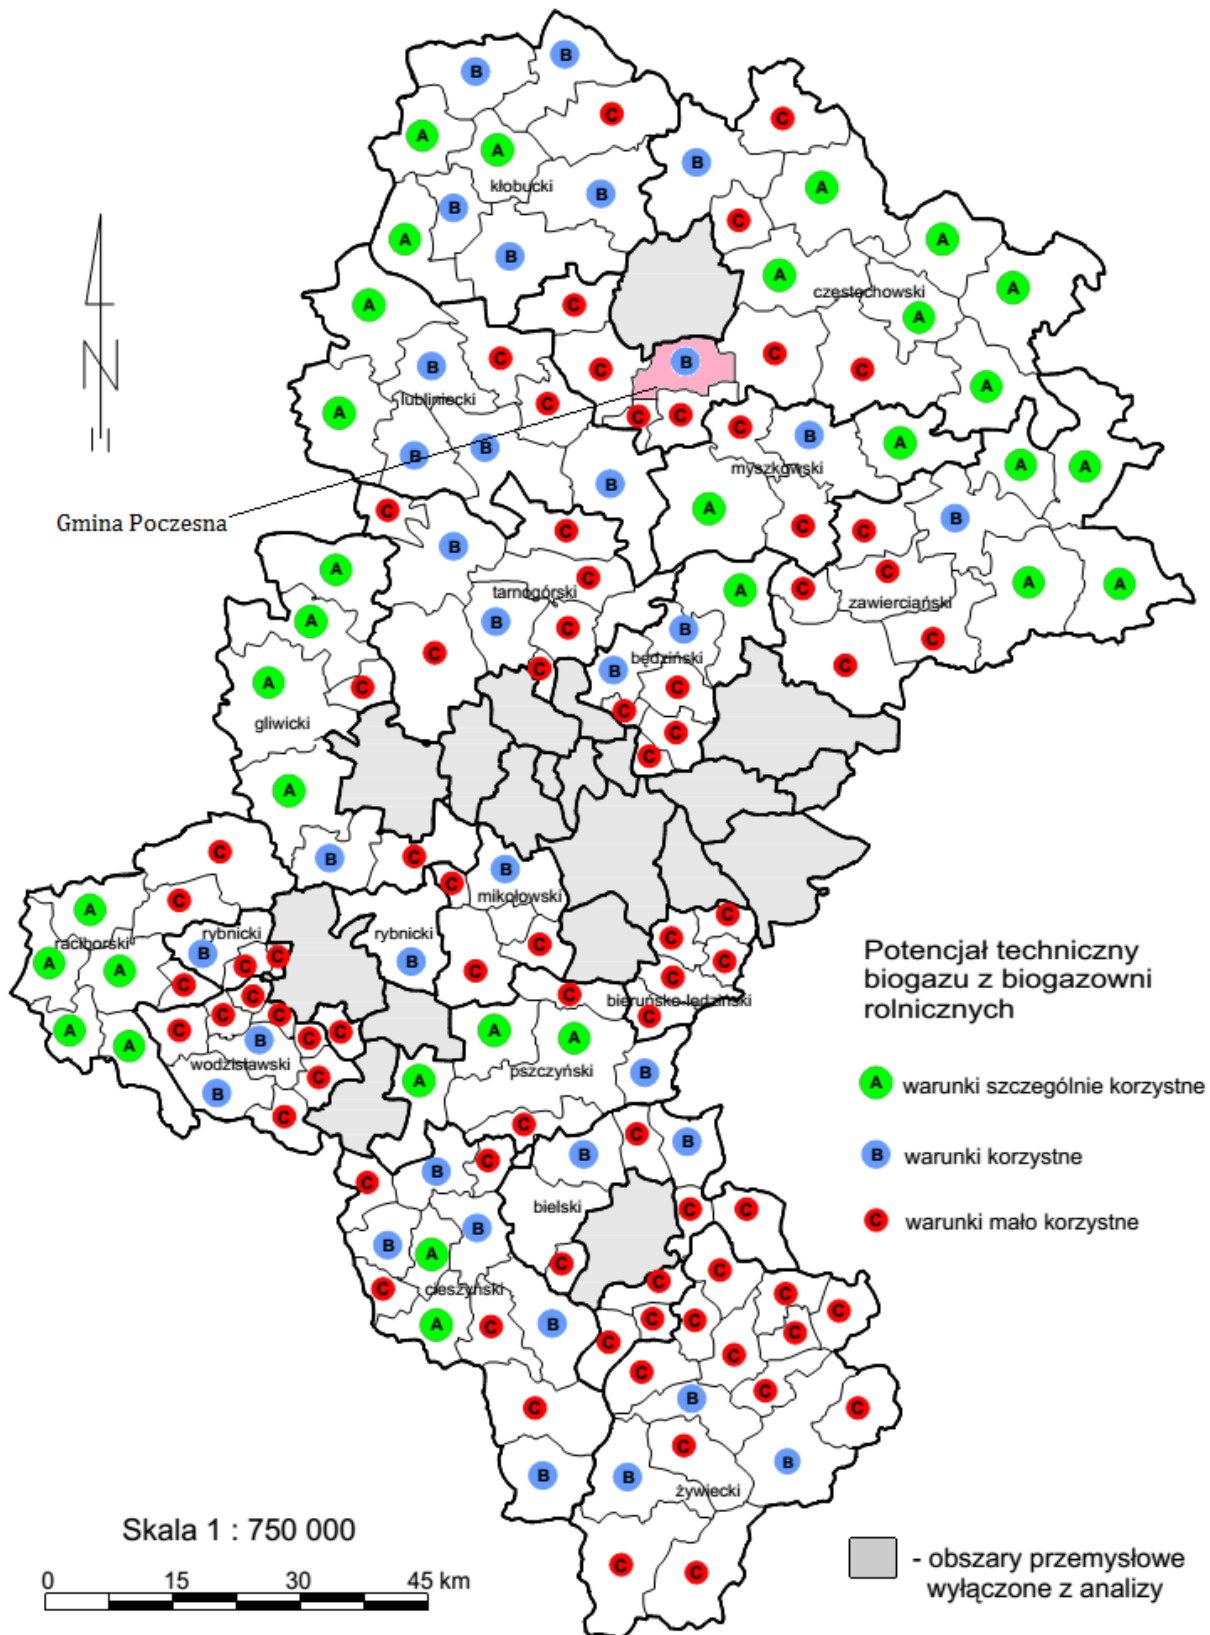 kłobucki
częstochowski
lubliniecki
myszkowski
Gmina Poczesna
tarnogórski
zawierciański
będziński
gliwicki
mikołowski
raciborski
rybnicki
rybnicki
bieruńsko-lędziński
wodzisławski
pszczyński
bielski
cieszyński
żywiecki
N
Potencjał techniczny
biogazu z biogazowni
rolniczych
A warunki szczególnie korzystne
B warunki korzystne
C warunki mało korzystne
Skala 1 : 750 000
0 15 30 45 km
- obszary przemysłowe
wyłączone z analizy